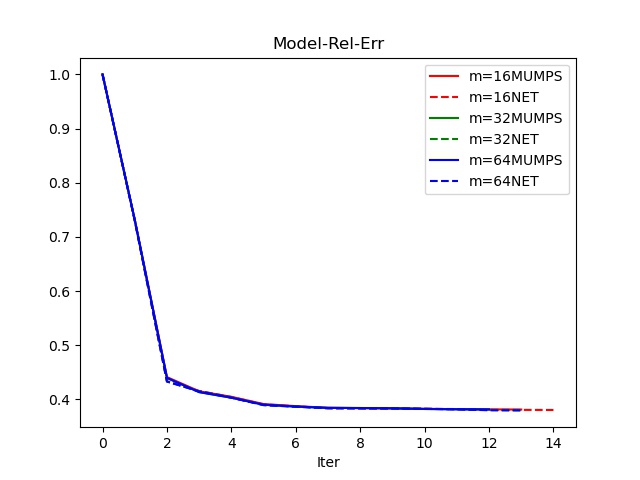 Model-Rel-Err
1.0
0.9
0.8
0.7
0.6
0.5
0.4
m=16MUMPS
m=16NET
m=32MUMPS
m=32NET
m=64MUMPS
m=64NET
0 2 4 6 8 10 12 14
Iter